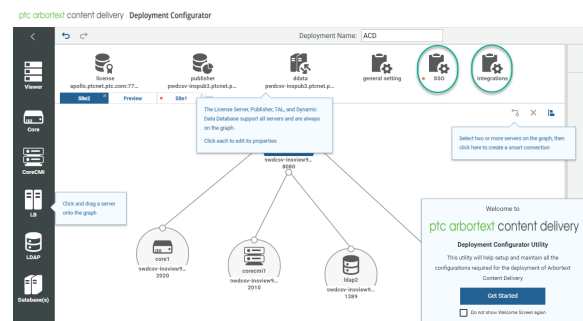 ptc arbortext content delivery Deployment Configurator
Deployment Name: ACD
license
apollo.ptcnet.ptc.com:77...
publisher
pwdcv-inspub3.ptcnet.p...
ddata
pwdcv-inspub3.ptcnet.p...
general setting
SSO
Integrations
Viewer
Core
CoreCMI
LB
LDAP
Database(s)
Site2
Preview
Site1
The License Server, Publisher, TAL, and Dynamic
Data Database support all servers and are always
on the graph.
Click each to edit its properties
Select two or more servers on the graph, then
click here to create a smart connection
swdcsv-insview9...
8080
Click and drag a server
onto the graph
core1
swdcsv-insview9...
2020
corecmi1
swdcsv-insview9...
2010
ldap2
swdcsv-insview9...
1389
Welcome to
ptc arbortext content delivery
Deployment Configurator Utility
This utility will help setup and maintain all the
configurations required for the deployment of Arbortext
Content Delivery
Get Started
Do not show Welcome Screen again